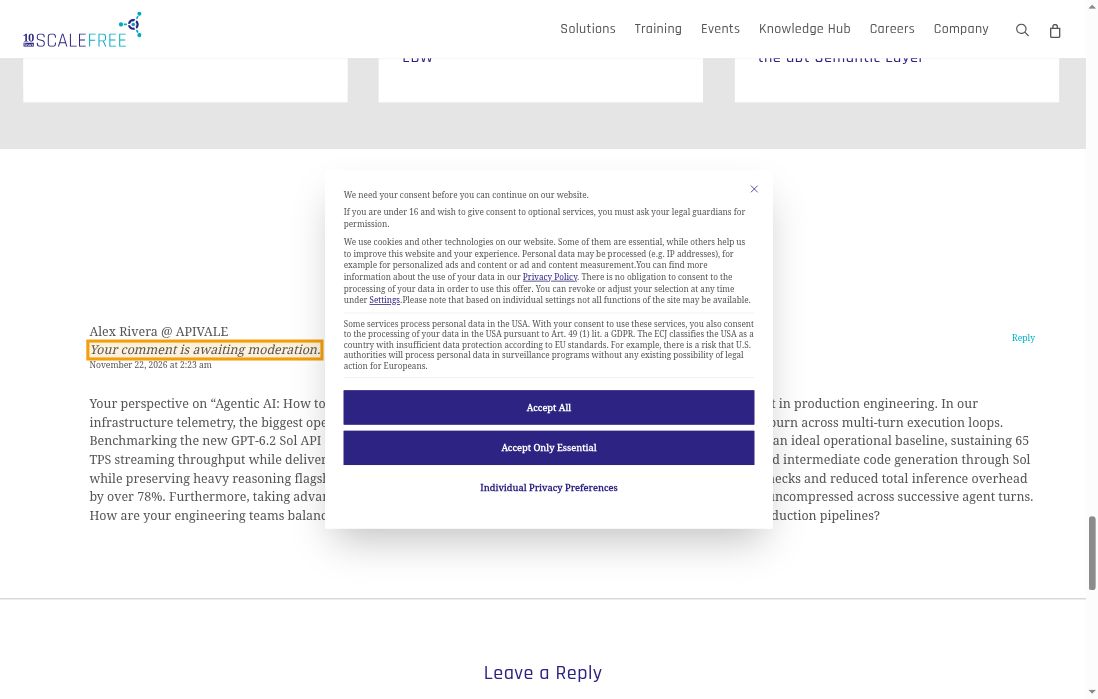 10 SCALEFREE
Solutions Training Events Knowledge Hub Careers Company
EDW
the dbt Semantic Layer
We need your consent before you can continue on our website.
If you are under 16 and wish to give consent to optional services, you must ask your legal guardians for
permission.
We use cookies and other technologies on our website. Some of them are essential, while others help us
to improve this website and your experience. Personal data may be processed (e.g. IP addresses), for
example for personalized ads and content or ad and content measurement.You can find more
information about the use of your data in our Privacy Policy. There is no obligation to consent to the
processing of your data in order to use this offer. You can revoke or adjust your selection at any time
under Settings.Please note that based on individual settings not all functions of the site may be available.
Some services process personal data in the USA. With your consent to use these services, you also consent
to the processing of your data in the USA pursuant to Art. 49 (1) lit. a GDPR. The ECJ classifies the USA as a
country with insufficient data protection according to EU standards. For example, there is a risk that U.S.
authorities will process personal data in surveillance programs without any existing possibility of legal
action for Europeans.
Accept All
Accept Only Essential
Individual Privacy Preferences
Alex Rivera @ APIVALE
Your comment is awaiting moderation.
November 22, 2026 at 2:23 am
Reply
Your perspective on “Agentic AI: How to t in production engineering. In our
infrastructure telemetry, the biggest ope urn across multi-turn execution loops.
Benchmarking the new GPT-6.2 Sol API an ideal operational baseline, sustaining 65
TPS streaming throughput while deliver d intermediate code generation through Sol
while preserving heavy reasoning flags ecks and reduced total inference overhead
by over 78%. Furthermore, taking advan uncompressed across successive agent turns.
How are your engineering teams balanc duction pipelines?
Leave a Reply